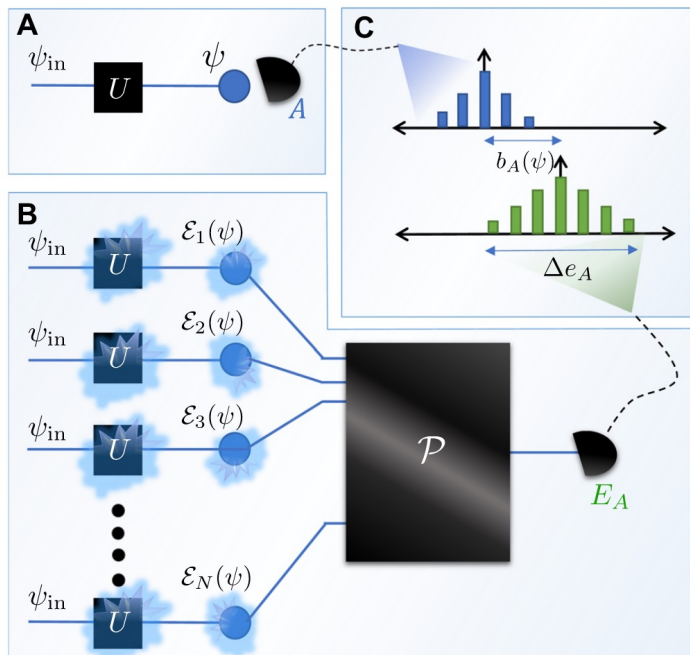 A
ψ_in U ψ
A
C
b_A(ψ)
Δe_A
B
ψ_in U ℰ_1(ψ)
ψ_in U ℰ_2(ψ)
ψ_in U ℰ_3(ψ)
𝒫
E_A
ψ_in U ℰ_N(ψ)